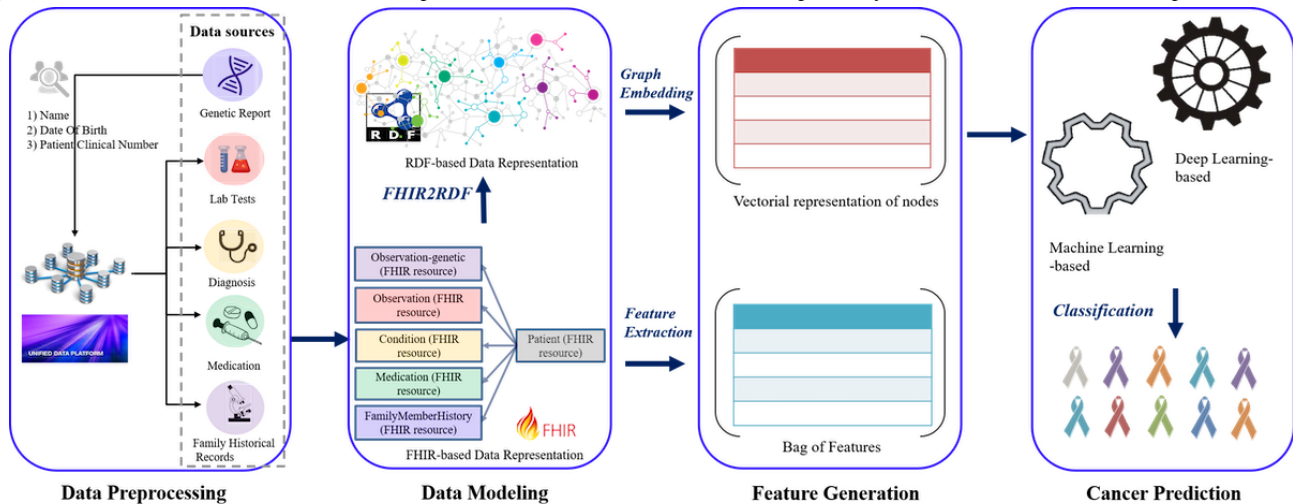 Data sources
1) Name
2) Date Of Birth
3) Patient Clinical Number
Genetic Report
Lab Tests
Diagnosis
Medication
Family Historical
Records
UNIFIED DATA PLATFORM
Data Preprocessing
RDF
RDF-based Data Representation
FHIR2RDF
Observation-genetic
(FHIR resource)
Observation (FHIR
resource)
Condition (FHIR
resource)
Medication (FHIR
resource)
FamilyMemberHistory
(FHIR resource)
Patient (FHIR
resource)
FHIR
FHIR-based Data Representation
Data Modeling
Graph
Embedding
Feature
Extraction
Vectorial representation of nodes
Bag of Features
Feature Generation
Deep Learning-
based
Machine Learning
-based
Classification
Cancer Prediction